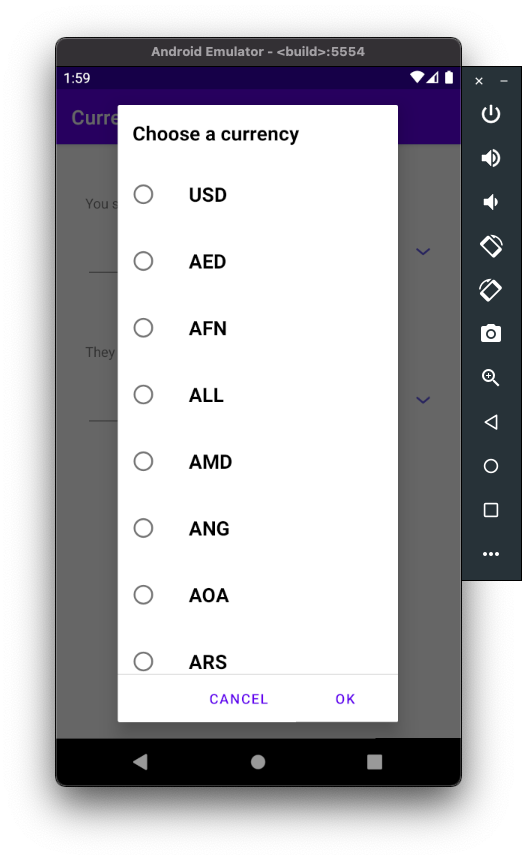 Android Emulator - <build>:5554
1:59
Curre
Choose a currency
You s
USD
AED
AFN
They
ALL
AMD
ANG
AOA
ARS
CANCEL OK